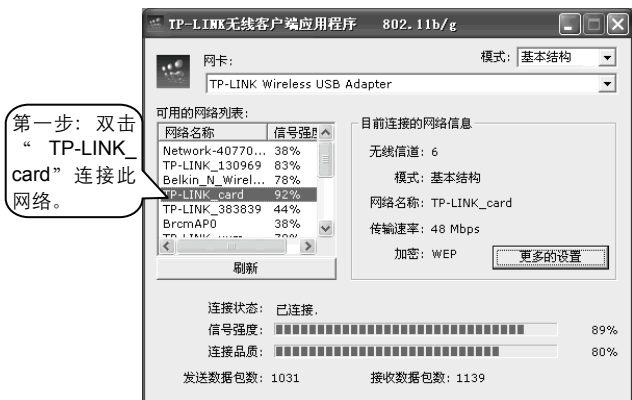 TP-LINK无线客户端应用程序 802.11b/g
网卡:
模式: 基本结构
TP-LINK Wireless USB Adapter
第一步：双击
“ TP-LINK_
card”连接此
网络。
可用的网络列表:
网络名称 信号强度
Network-40770... 38%
TP-LINK_130969 83%
Belkin_N_Wirel... 78%
TP-LINK_card 92%
TP-LINK_383839 44%
BrcmAP0 38%
刷新
目前连接的网络信息
无线信道: 6
模式: 基本结构
网络名称: TP-LINK_card
传输速率: 48 Mbps
加密: WEP
更多的设置
连接状态: 已连接.
信号强度: 89%
连接品质: 80%
发送数据包数: 1031 接收数据包数: 1139